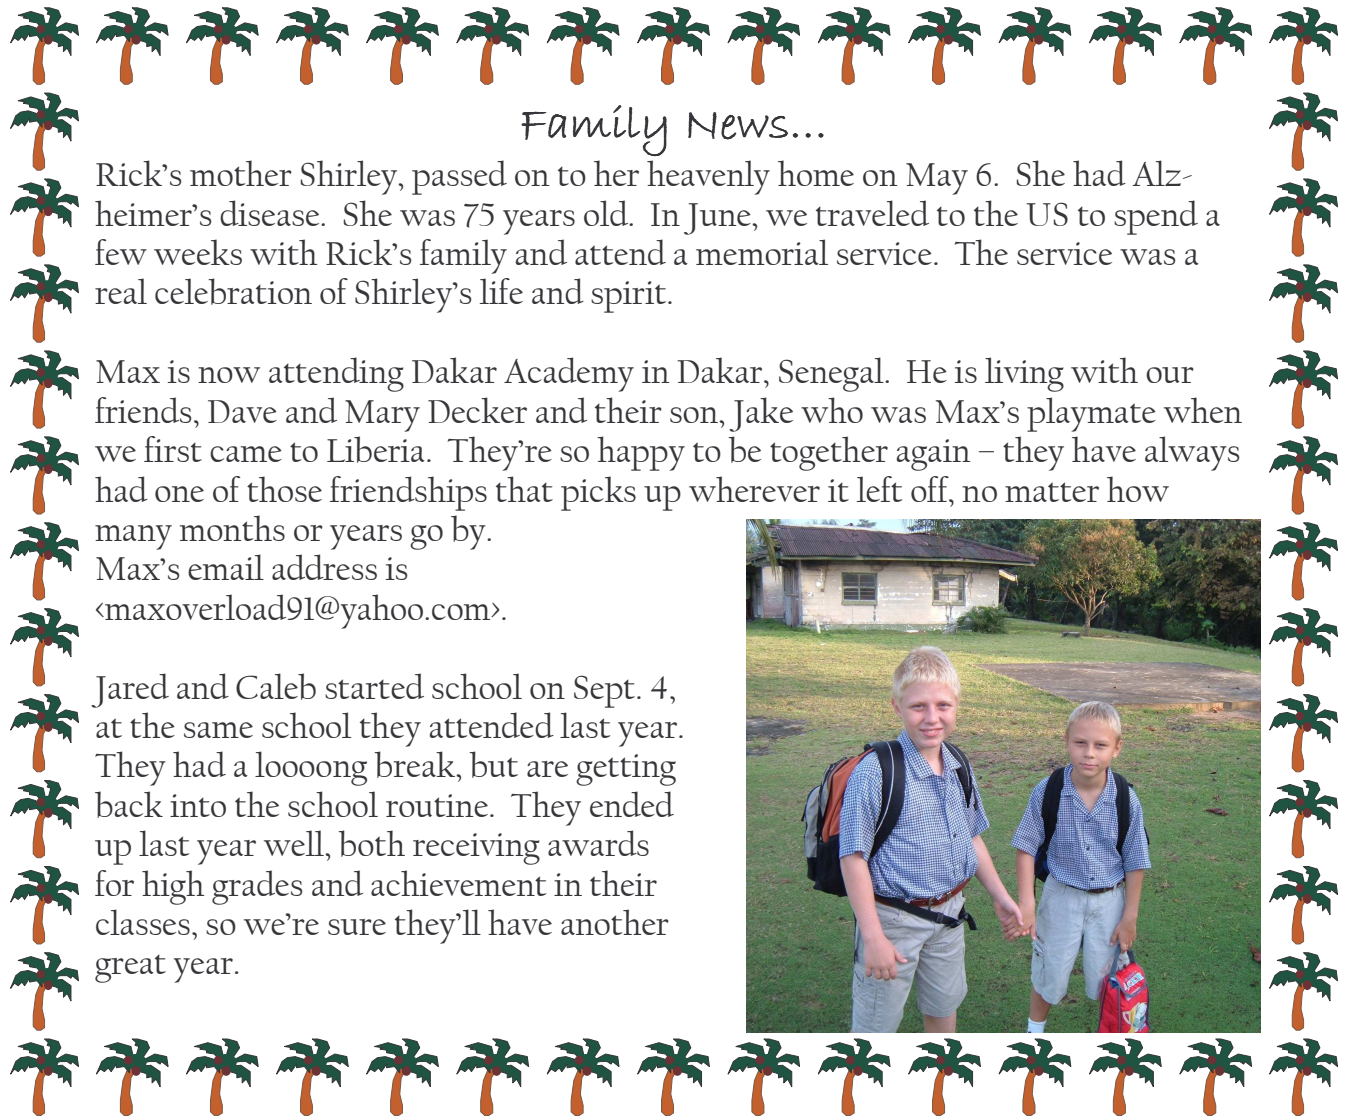 Family News...
Rick's mother Shirley, passed on to her heavenly home on May 6.  She had Alz-
heimer's disease.  She was 75 years old.  In June, we traveled to the US to spend a
few weeks with Rick's family and attend a memorial service.  The service was a
real celebration of Shirley's life and spirit.
Max is now attending Dakar Academy in Dakar, Senegal.  He is living with our
friends, Dave and Mary Decker and their son, Jake who was Max's playmate when
we first came to Liberia.  They're so happy to be together again – they have always
had one of those friendships that picks up wherever it left off, no matter how
many months or years go by.
Max's email address is
<maxoverload91@yahoo.com>.
Jared and Caleb started school on Sept. 4,
at the same school they attended last year.
They had a loooong break, but are getting
back into the school routine.  They ended
up last year well, both receiving awards
for high grades and achievement in their
classes, so we're sure they'll have another
great year.